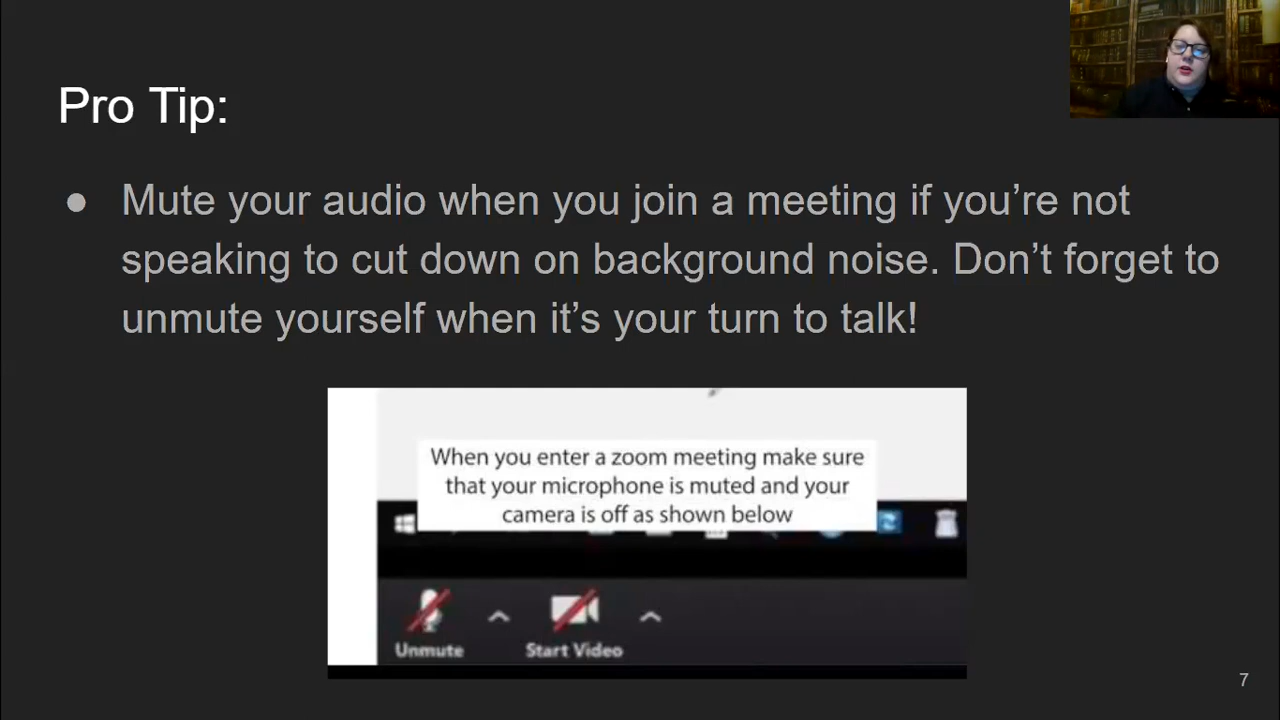 Pro Tip:
● Mute your audio when you join a meeting if you’re not
speaking to cut down on background noise. Don’t forget to
unmute yourself when it’s your turn to talk!
When you enter a zoom meeting make sure
that your microphone is muted and your
camera is off as shown below
Unmute Start Video
7